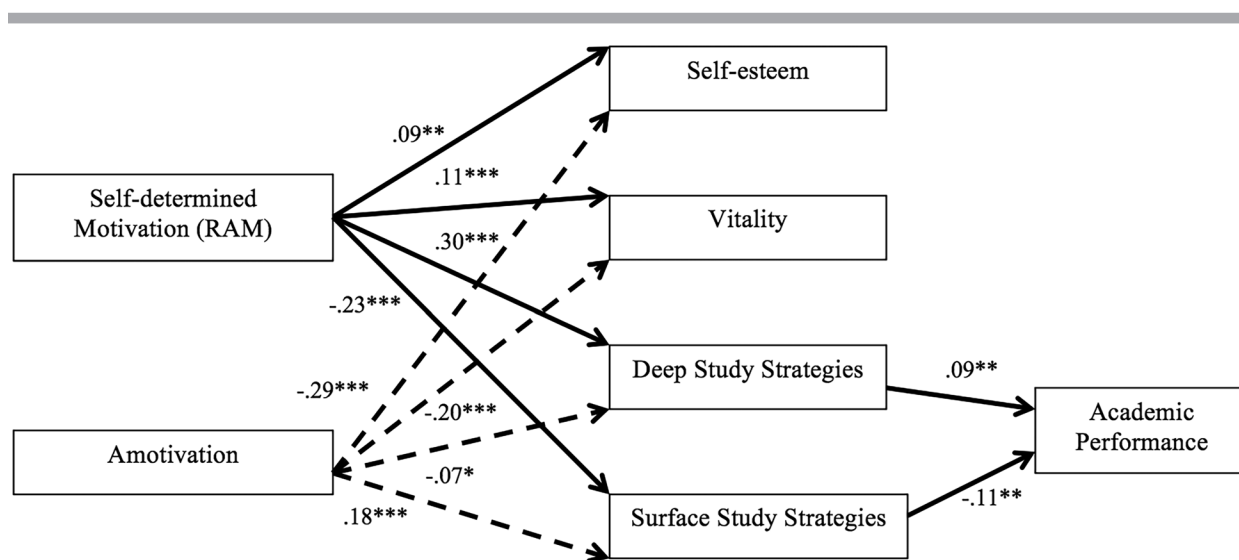 Self-esteem
.09**
.11***
Self-determined
Motivation (RAM)
Vitality
.30***
-.23***
Deep Study Strategies
.09**
-.29***
-.20***
Academic
Performance
Amotivation
-.07*
.18***
Surface Study Strategies
-.11**